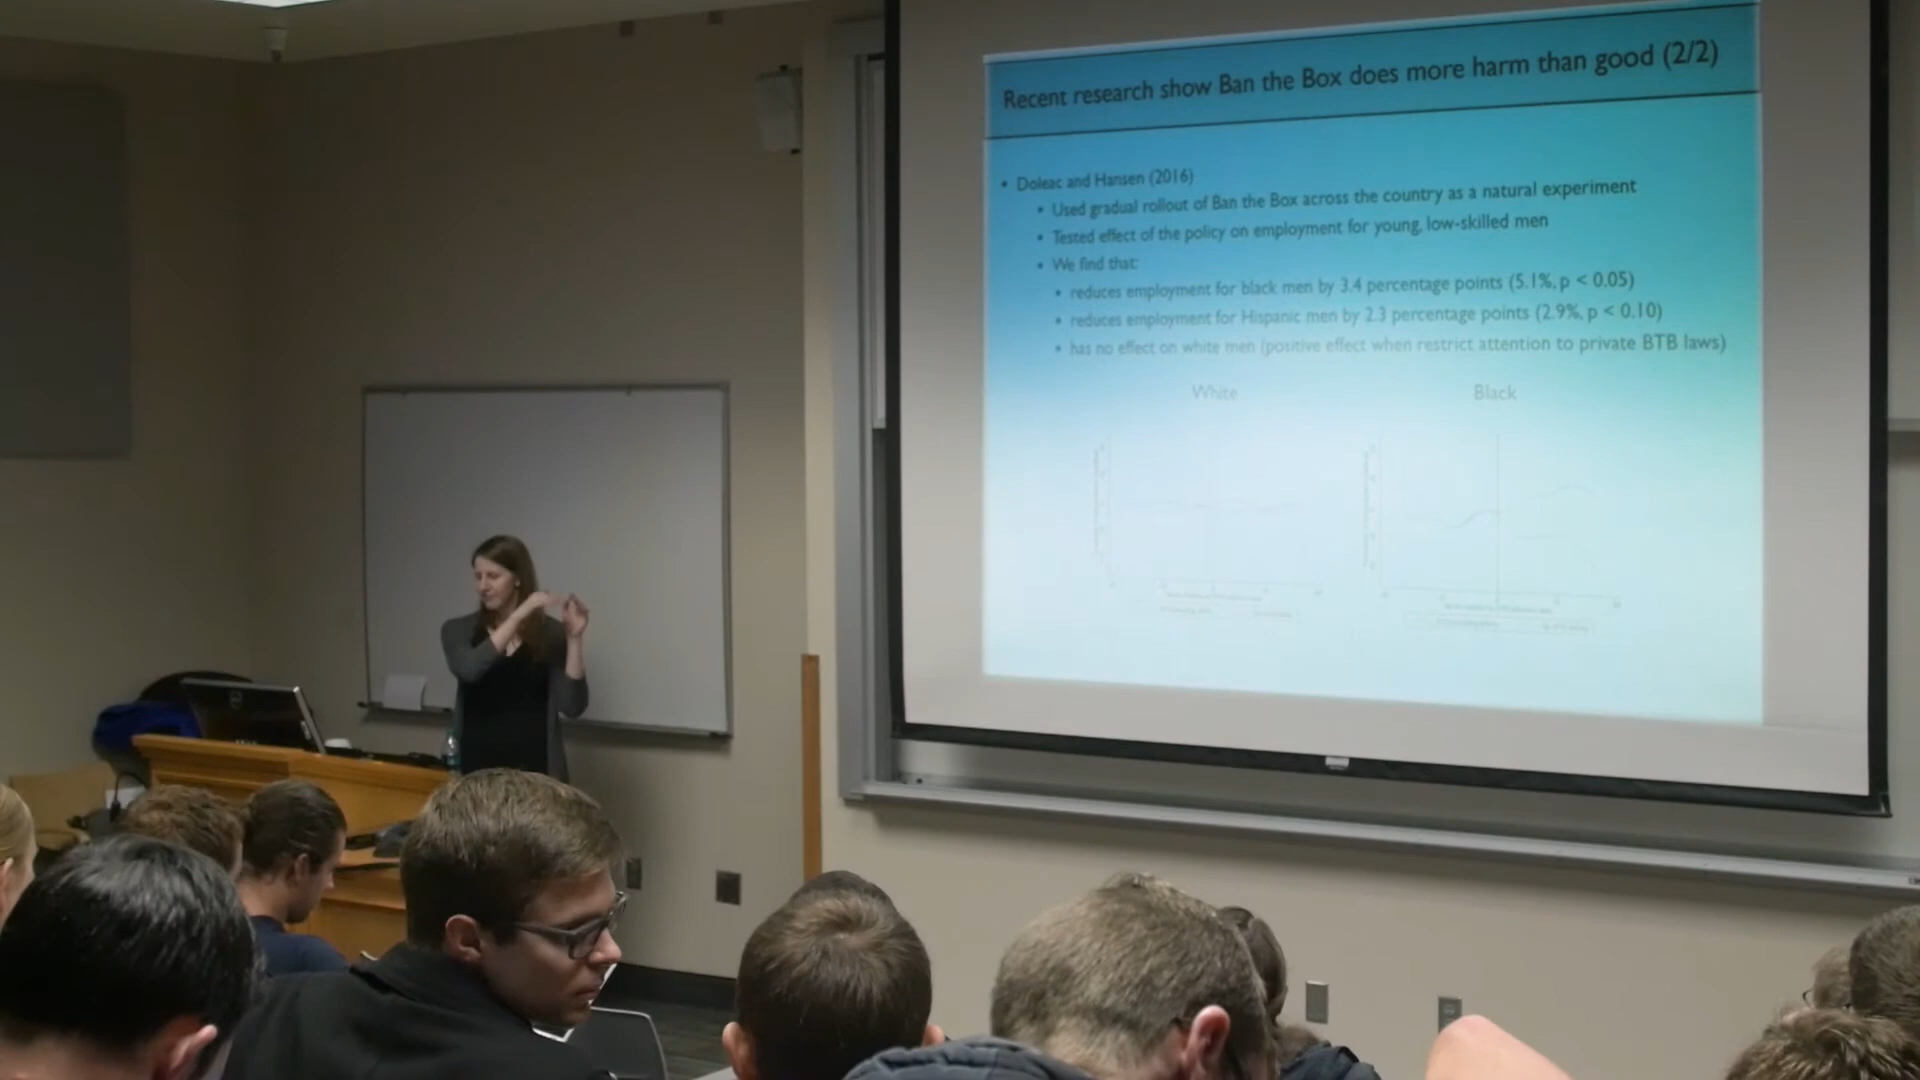 Recent research show Ban the Box does more harm than good (2/2)
• Doleac and Hansen (2016)
• Used gradual rollout of Ban the Box across the country as a natural experiment
• Tested effect of the policy on employment for young, low-skilled men
• We find that:
• reduces employment for black men by 3.4 percentage points (5.1%, p < 0.05)
• reduces employment for Hispanic men by 2.3 percentage points (2.9%, p < 0.10)
• has no effect on white men (positive effect when restrict attention to private BTB laws)
White
Black